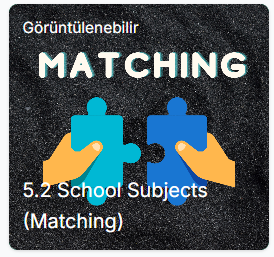 Görüntülenebilir
MATCHING
5.2 School Subjects
(Matching)